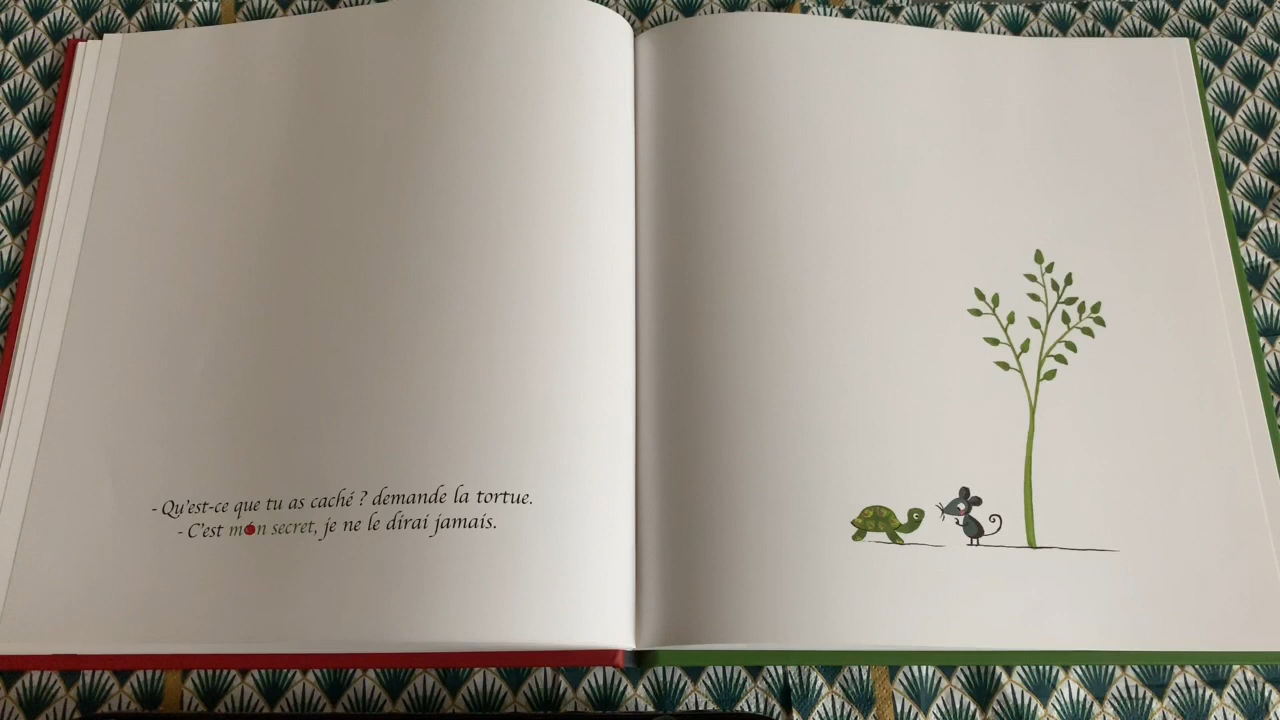 - Qu'est-ce que tu as caché ? demande la tortue.
- C'est mon secret, je ne le dirai jamais.